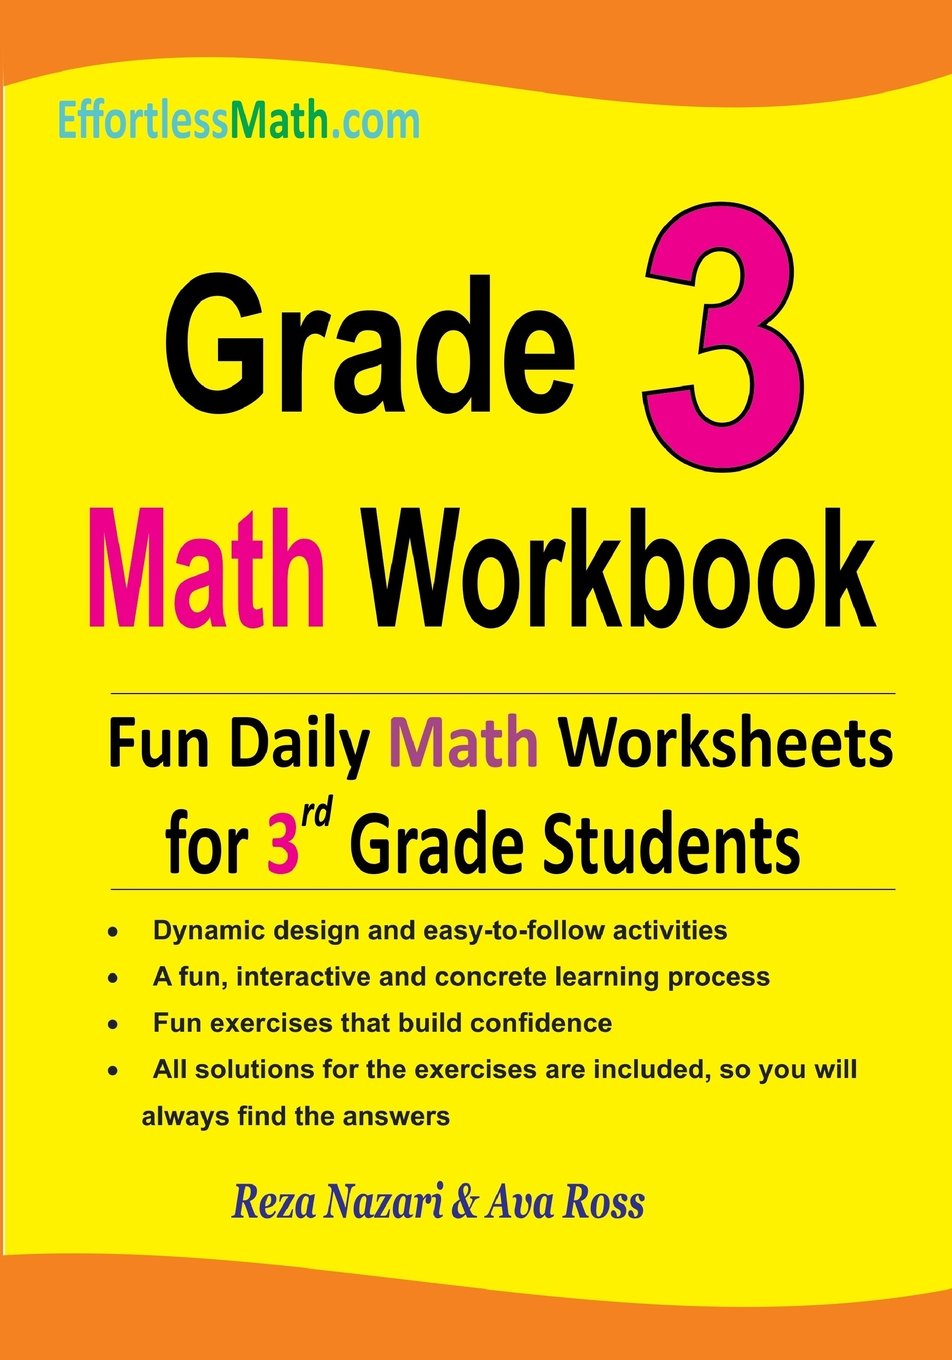 EffortlessMath.com
Grade 3
Math Workbook
Fun Daily Math Worksheets
for 3rd Grade Students
• Dynamic design and easy-to-follow activities
• A fun, interactive and concrete learning process
• Fun exercises that build confidence
• All solutions for the exercises are included, so you will
always find the answers
Reza Nazari & Ava Ross